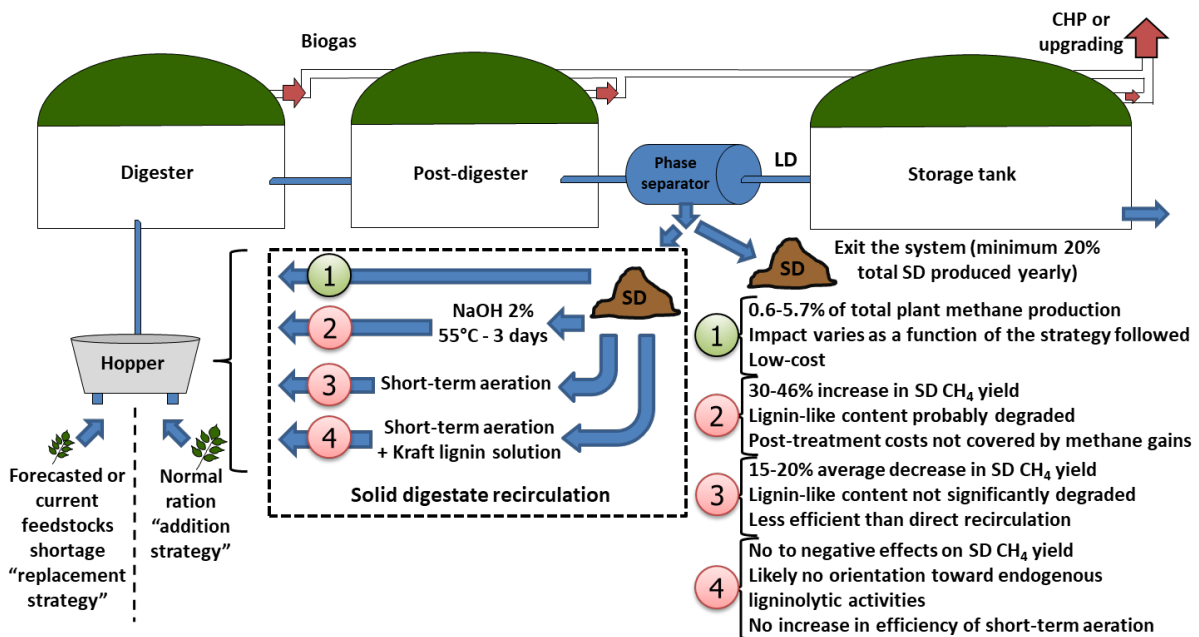 CHP or
upgrading
Biogas
Digester
Post-digester
Phase
separator
LD
Storage tank
SD
Exit the system (minimum 20%
total SD produced yearly)
Hopper
Forecasted or
current
feedstocks
shortage
“replacement
strategy”
Normal
ration
“addition
strategy”
1
2
NaOH 2%
55°C - 3 days
SD
3
Short-term aeration
4
Short-term aeration
+ Kraft lignin solution
Solid digestate recirculation
1
0.6-5.7% of total plant methane production
Impact varies as a function of the strategy followed
Low-cost
2
30-46% increase in SD CH₄ yield
Lignin-like content probably degraded
Post-treatment costs not covered by methane gains
3
15-20% average decrease in SD CH₄ yield
Lignin-like content not significantly degraded
Less efficient than direct recirculation
4
No to negative effects on SD CH₄ yield
Likely no orientation toward endogenous
ligninolytic activities
No increase in efficiency of short-term aeration